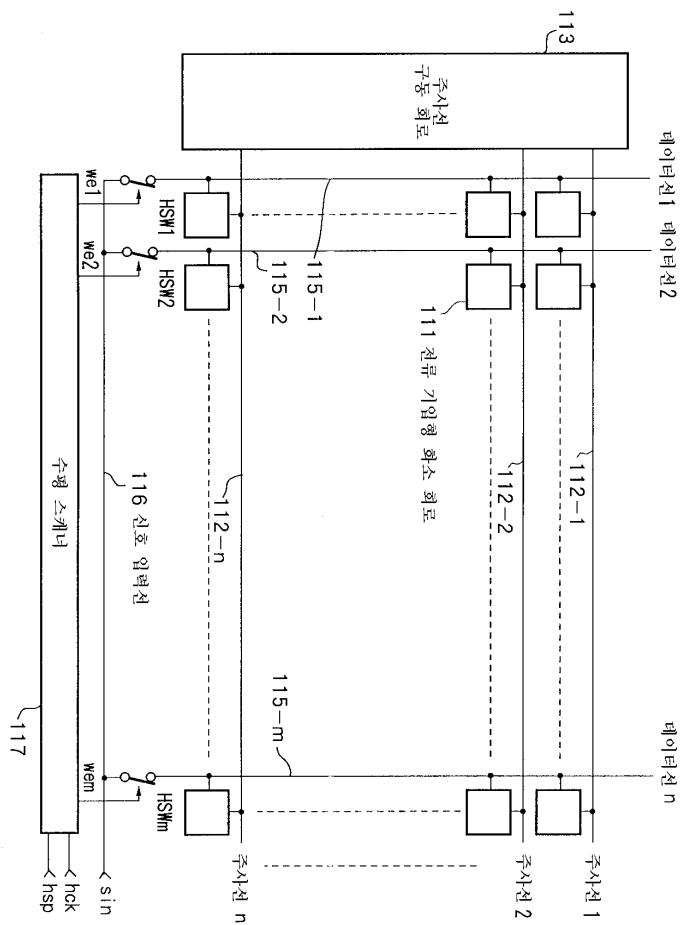 113
주사선
구동 회로
데이터선1
데이터선2
데이터선 n
we1
HSW1
we2
HSW2
wem
HSWm
115-1
115-2
115-m
111 전류 기입형 화소 회로
112-1
112-2
112-n
116 신호 입력선
수평 스캐너
117
주사선 1
주사선 2
주사선 n
sin
hck
hsp